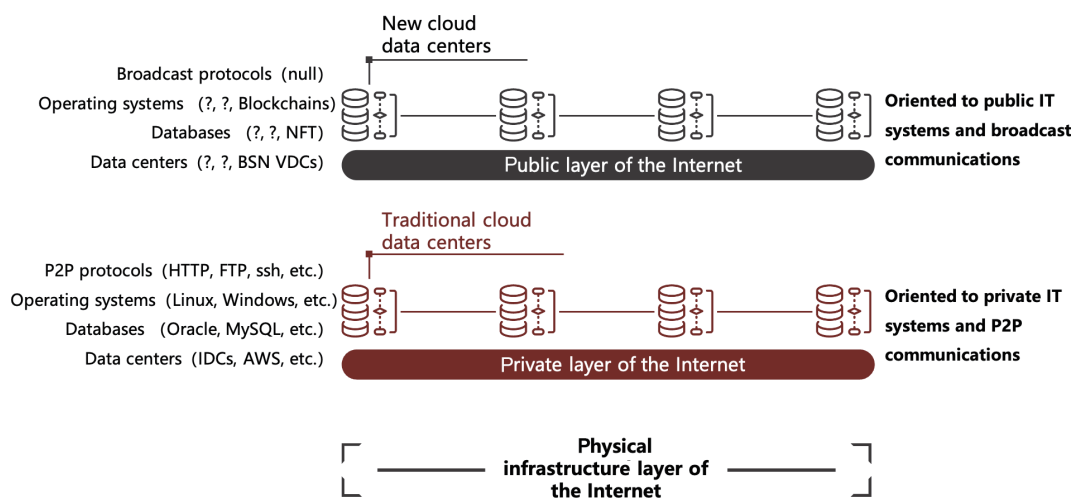 New cloud
data centers
Broadcast protocols (null)
Operating systems (?, ?, Blockchains)
Databases (?, ?, NFT)
Data centers (?, ?, BSN VDCs)
Oriented to public IT
systems and broadcast
communications
Public layer of the Internet
Traditional cloud
data centers
P2P protocols (HTTP, FTP, ssh, etc.)
Operating systems (Linux, Windows, etc.)
Databases (Oracle, MySQL, etc.)
Data centers (IDCs, AWS, etc.)
Oriented to private IT
systems and P2P
communications
Private layer of the Internet
Physical
infrastructure layer of
the Internet